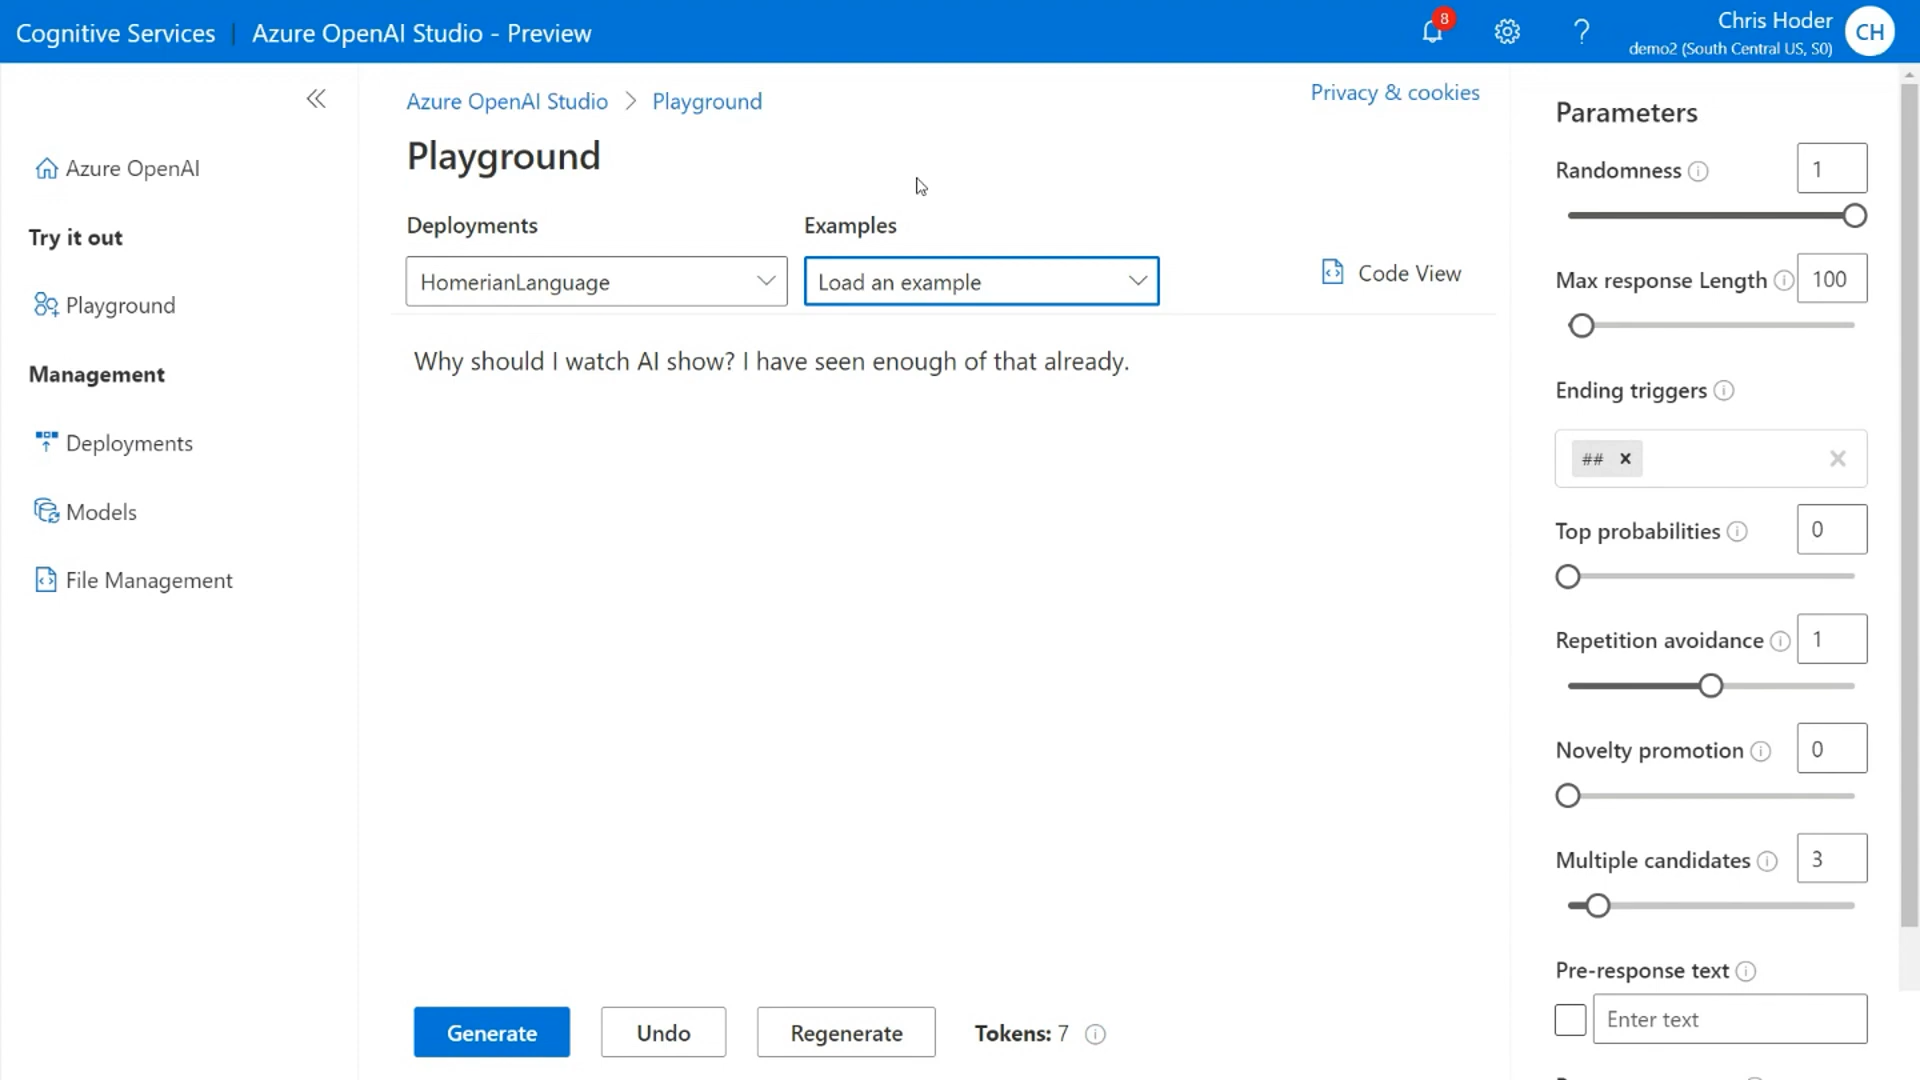 Cognitive Services | Azure OpenAI Studio - Preview
8
Chris Hoder
demo2 (South Central US, S0)
CH
Azure OpenAI
Try it out
Playground
Management
Deployments
Models
File Management
Azure OpenAI Studio > Playground
Privacy & cookies
Playground
Deployments
Examples
HomerianLanguage
Load an example
Code View
Why should I watch AI show? I have seen enough of that already.
Generate
Undo
Regenerate
Tokens: 7
Parameters
Randomness
1
Max response Length
100
Ending triggers
##
Top probabilities
0
Repetition avoidance
1
Novelty promotion
0
Multiple candidates
3
Pre-response text
Enter text